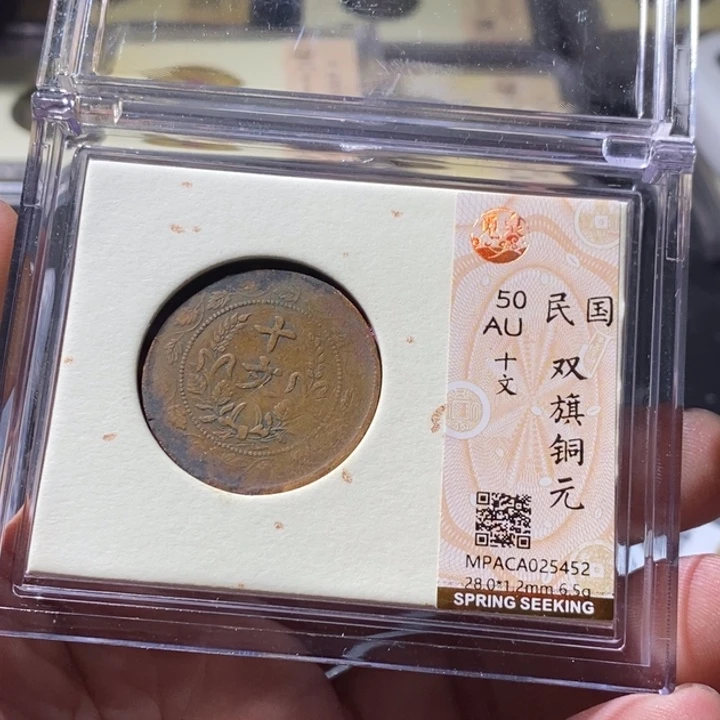 十
文
50
AU
十
文
民国
双
旗
铜
元
MPACA025452
28.0*1.2mm 6.5g
SPRING SEEKING